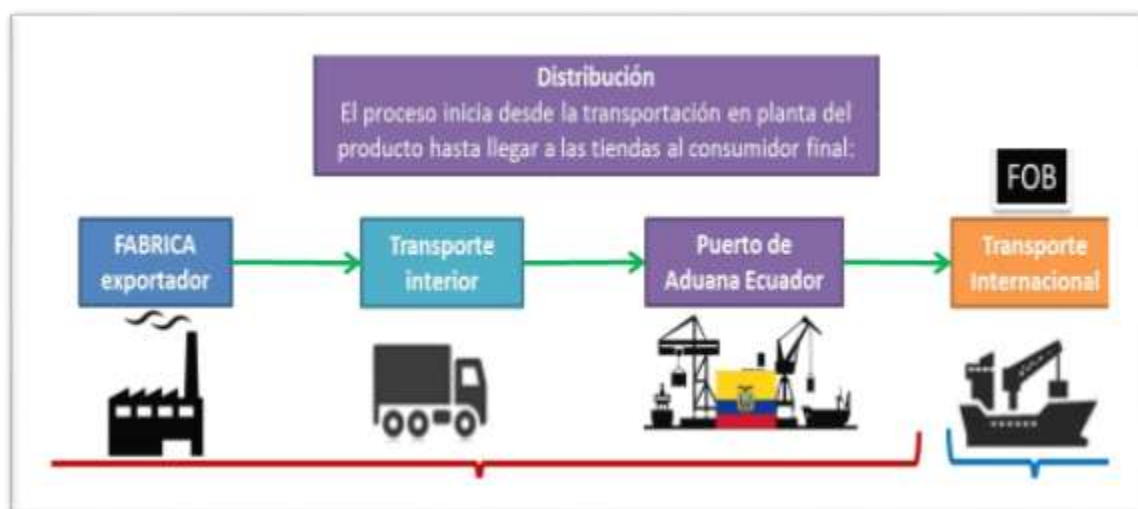 Distribución
El proceso inicia desde la transportación en planta del
producto hasta llegar a las tiendas al consumidor final:
FOB
FABRICA
exportador
Transporte
interior
Puerto de
Aduana Ecuador
Transporte
Internacional